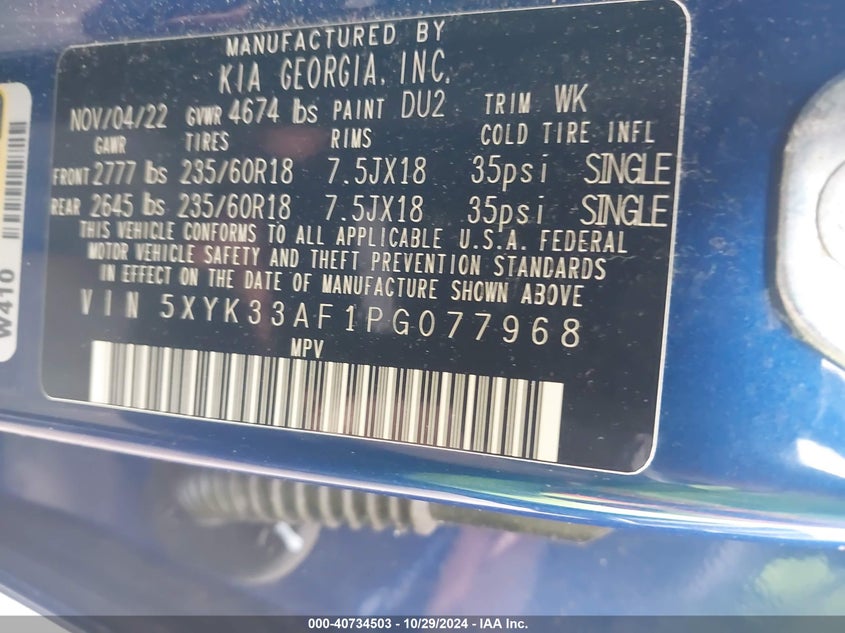 MANUFACTURED BY
KIA GEORGIA, INC.
NOV/04/22 GVWR 4674 lbs PAINT DU2 TRIM WK
GAWR TIRES RIMS COLD TIRE INFL
FRONT 2777 lbs 235/60R18 7.5JX18 35psi SINGLE
REAR 2645 lbs 235/60R18 7.5JX18 35psi SINGLE
THIS VEHICLE CONFORMS TO ALL APPLICABLE U.S.A. FEDERAL
MOTOR VEHICLE SAFETY AND THEFT PREVENTION STANDARDS
IN EFFECT ON THE DATE OF MANUFACTURE SHOWN ABOVE
VIN 5XYK33AF1PG077968
MPV
W410
000-40734503 - 10/29/2024 - IAA Inc.